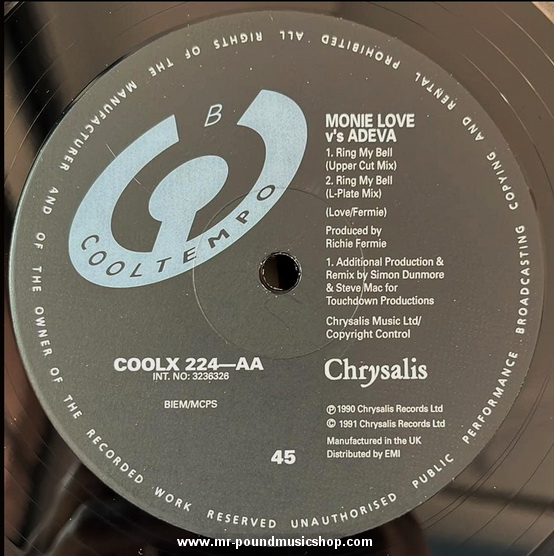 B
COOLTEMPO
MONIE LOVE
v's ADEVA
1. Ring My Bell
(Upper Cut Mix)
2. Ring My Bell
(L-Plate Mix)
(Love/Fermie)
Produced by
Richie Fermie
1. Additional Production &
Remix by Simon Dunmore
& Steve Mac for
Touchdown Productions
Chrysalis Music Ltd/
Copyright Control
COOLX 224—AA
INT. NO: 3236326
BIEM/MCPS
Chrysalis
℗ 1990 Chrysalis Records Ltd
© 1991 Chrysalis Records Ltd
Manufactured in the UK
Distributed by EMI
45
ALL RIGHTS OF THE MANUFACTURER AND OF THE OWNER OF THE RECORDED WORK RESERVED UNAUTHORISED PUBLIC PERFORMANCE BROADCASTING COPYING AND RENTAL PROHIBITED
www.mr-poundmusicshop.com